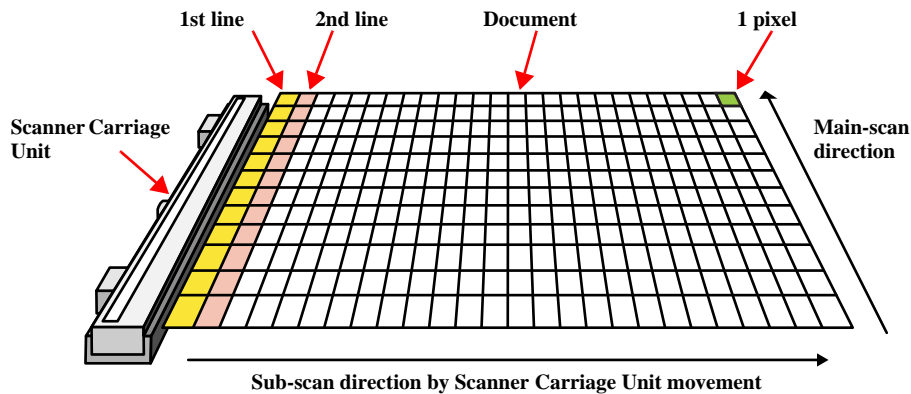 1st line
2nd line
Document
1 pixel
Scanner Carriage
Unit
Main-scan
direction
Sub-scan direction by Scanner Carriage Unit movement